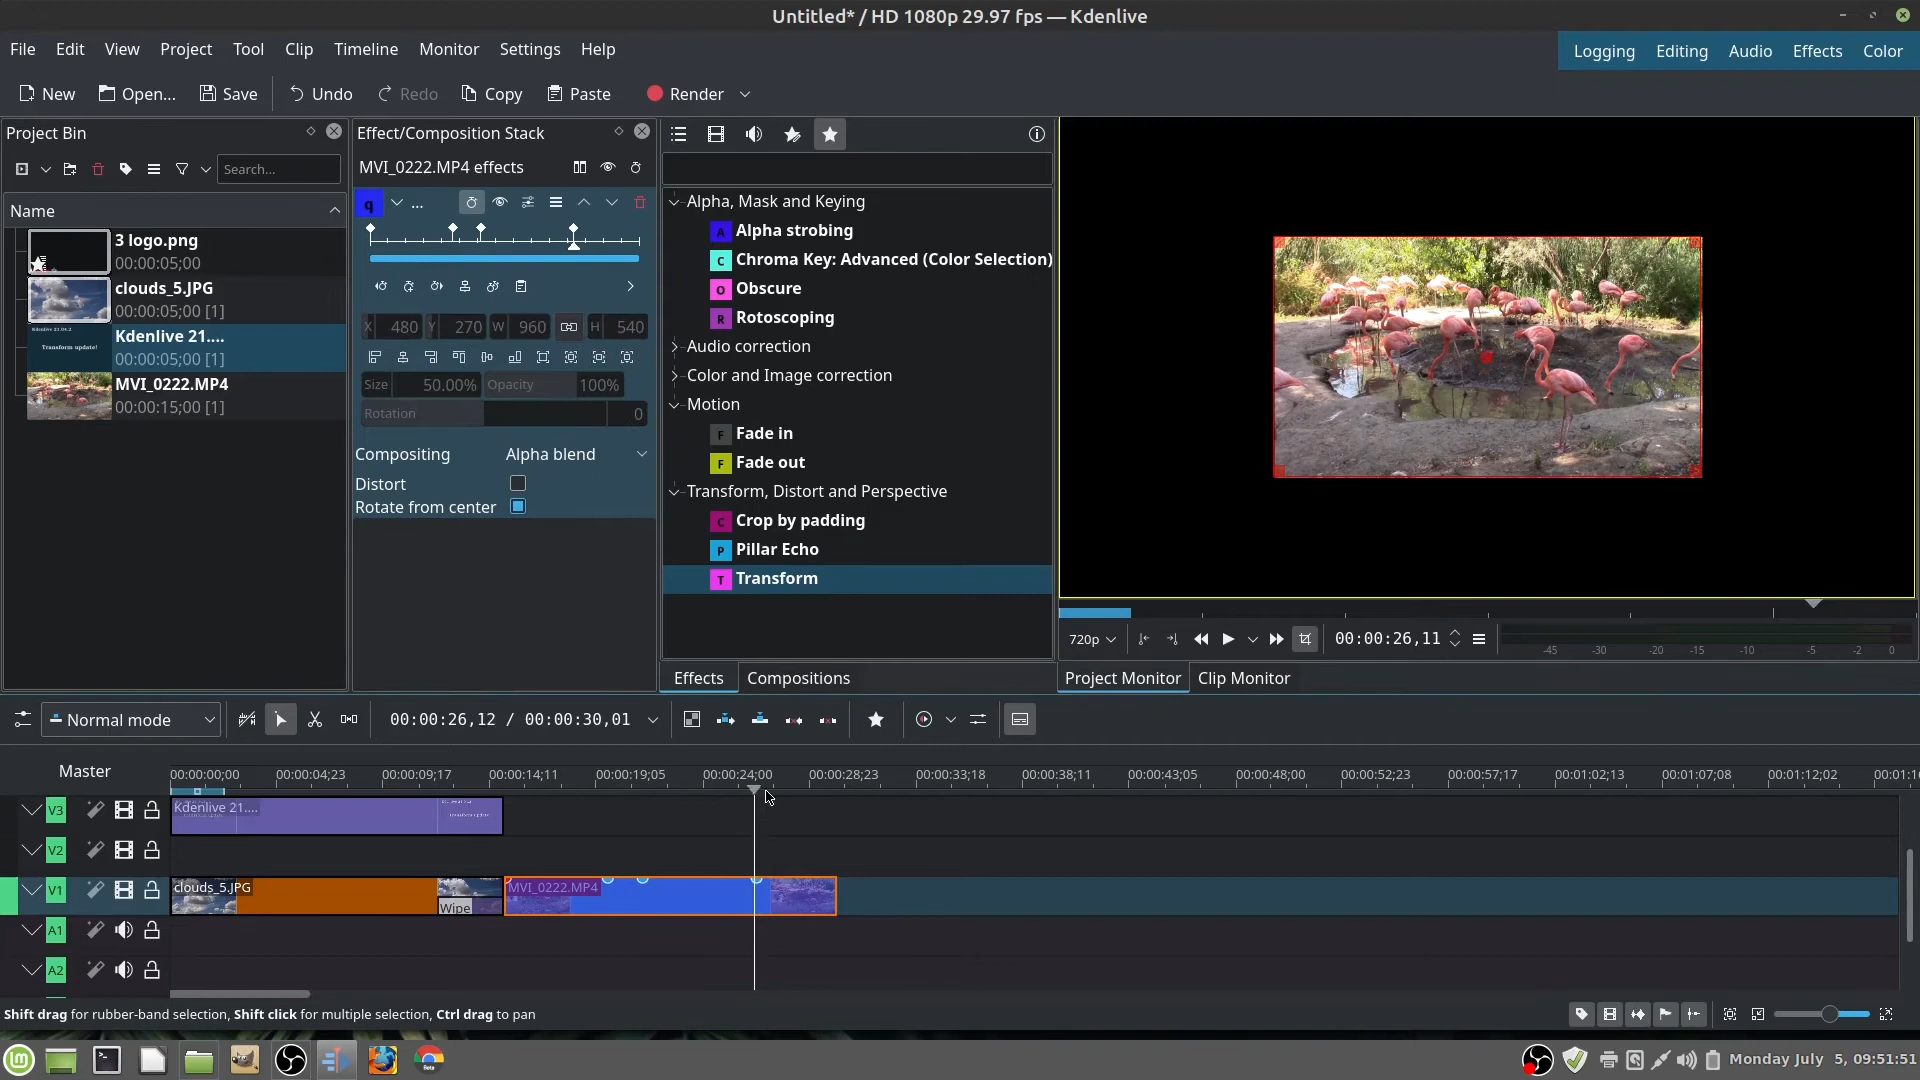 Untitled* / HD 1080p 29.97 fps — Kdenlive
File Edit View Project Tool Clip Timeline Monitor Settings Help
Logging Editing Audio Effects Color
New Open... Save Undo Redo Copy Paste Render
Project Bin
Search...
Name
3 logo.png
00:00:05;00
clouds_5.JPG
00:00:05;00 [1]
Kdenlive 21....
00:00:05;00 [1]
Transform update!
MVI_0222.MP4
00:00:15;00 [1]
Effect/Composition Stack
MVI_0222.MP4 effects
q ...
X 480 Y 270 W 960 H 540
Size 50.00% Opacity 100%
Rotation 0
Compositing Alpha blend
Distort
Rotate from center
Alpha, Mask and Keying
A Alpha strobing
C Chroma Key: Advanced (Color Selection)
O Obscure
R Rotoscoping
Audio correction
Color and Image correction
Motion
F Fade in
F Fade out
Transform, Distort and Perspective
C Crop by padding
P Pillar Echo
T Transform
Effects Compositions
720p 00:00:26,11
-45 -30 -20 -15 -10 -5 -2 0
Project Monitor Clip Monitor
Normal mode 00:00:26,12 / 00:00:30,01
Master
00:00:00;00 00:00:04;23 00:00:09;17 00:00:14;11 00:00:19;05 00:00:24;00 00:00:28;23 00:00:33;18 00:00:38;11 00:00:43;05 00:00:48;00 00:00:52;23 00:00:57;17 00:01:02;13 00:01:07;08 00:01:12;02 00:01:1
V3 Kdenlive 21....
V2
V1 clouds_5.JPG Wipe MVI_0222.MP4
A1
A2
Shift drag for rubber-band selection, Shift click for multiple selection, Ctrl drag to pan
Monday July 5, 09:51:51